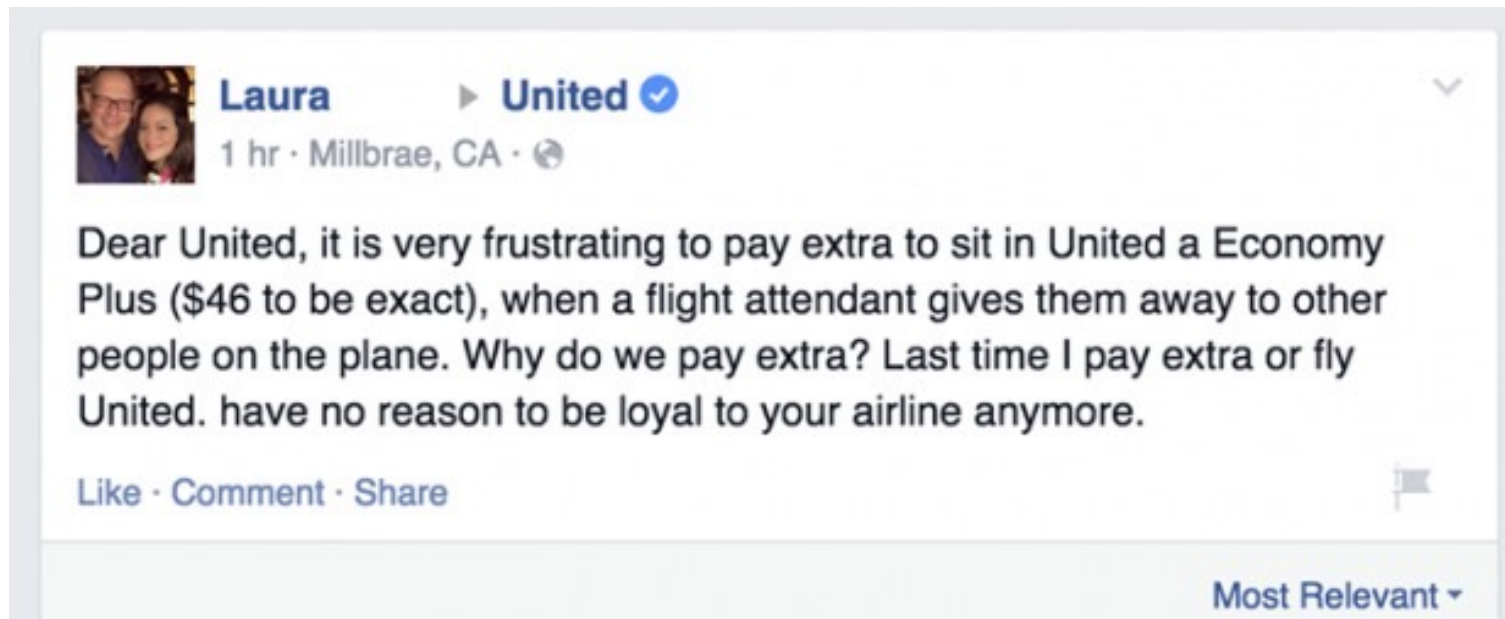 Laura ▸ United
1 hr · Millbrae, CA ·
Dear United, it is very frustrating to pay extra to sit in United a Economy
Plus ($46 to be exact), when a flight attendant gives them away to other
people on the plane. Why do we pay extra? Last time I pay extra or fly
United. have no reason to be loyal to your airline anymore.
Like · Comment · Share
Most Relevant